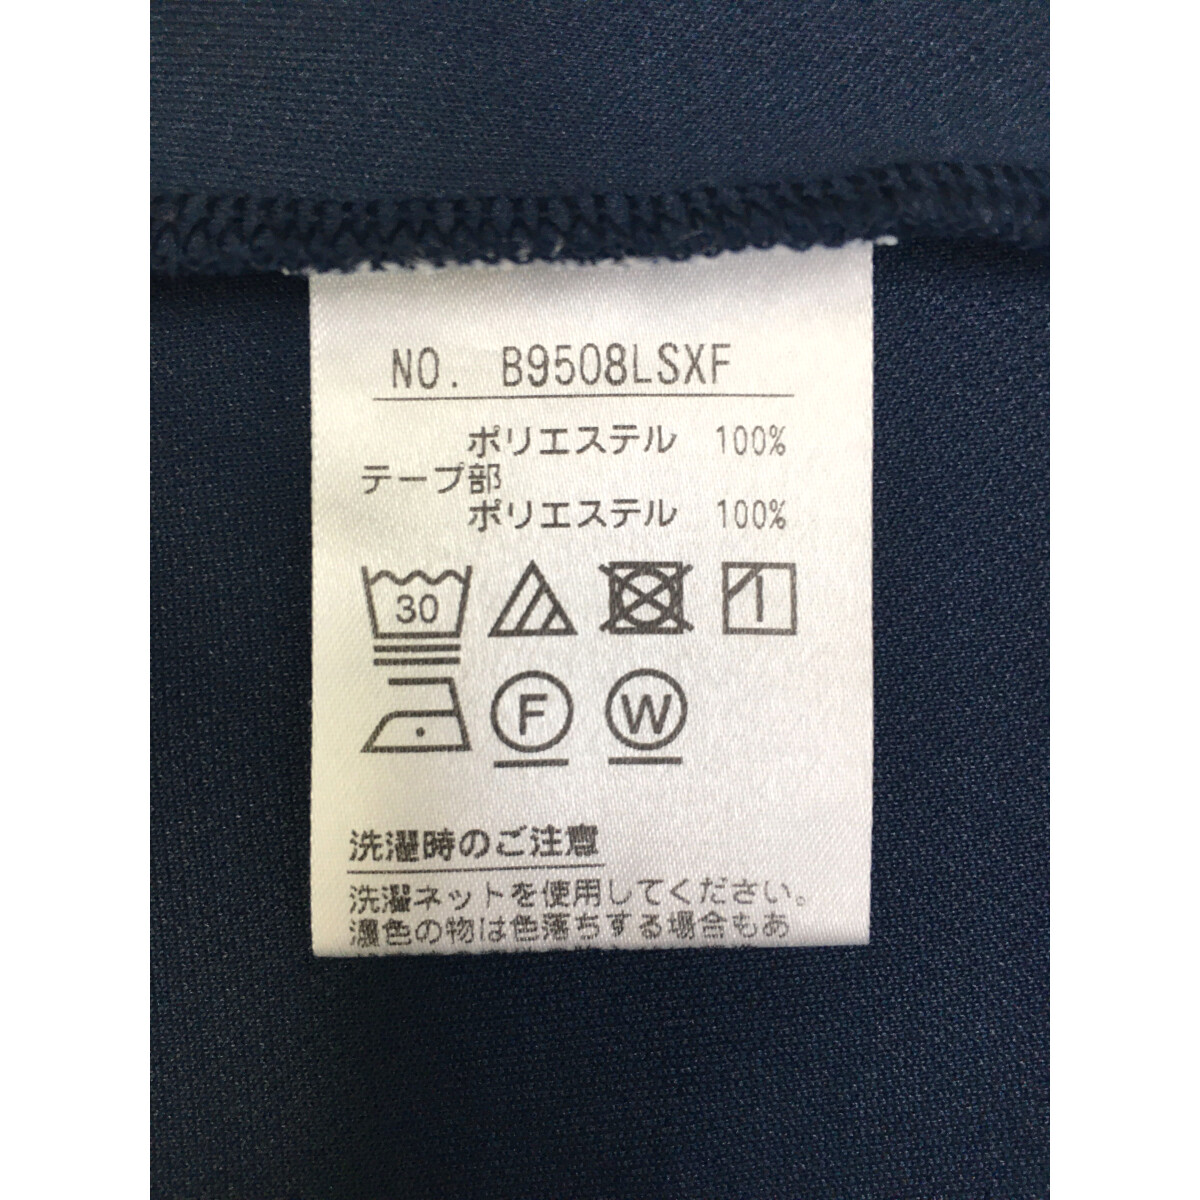 NO. B9508LSXF
ポリエステル 100%
テープ部
ポリエステル 100%
30
F W
洗濯時のご注意
洗濯ネットを使用してください。
濃色の物は色落ちする場合もあ